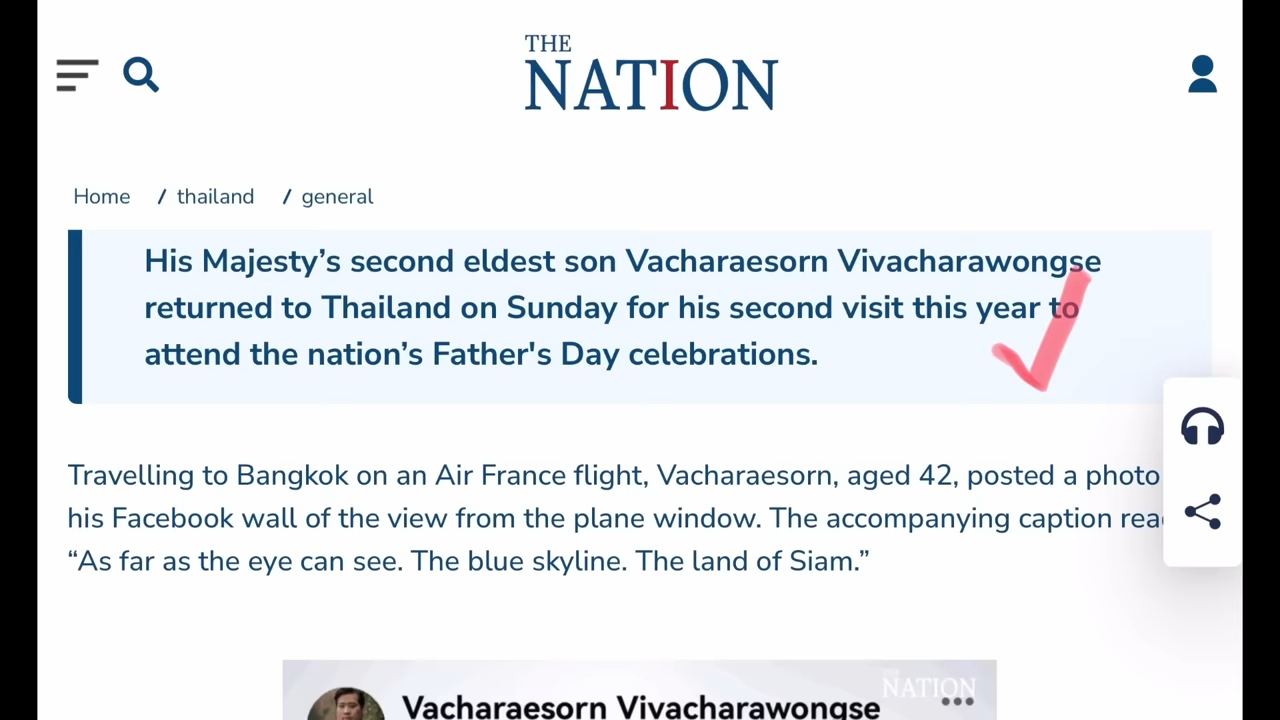 THE
NATION
Home / thailand / general
His Majesty’s second eldest son Vacharaesorn Vivacharawongse
returned to Thailand on Sunday for his second visit this year to
attend the nation’s Father's Day celebrations.
Travelling to Bangkok on an Air France flight, Vacharaesorn, aged 42, posted a photo
his Facebook wall of the view from the plane window. The accompanying caption
“As far as the eye can see. The blue skyline. The land of Siam.”
NATION
Vacharaesorn Vivacharawongse